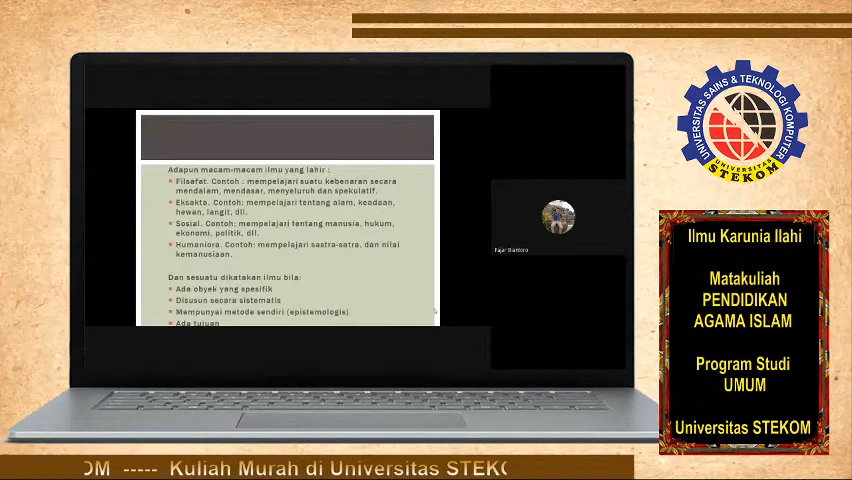 Adapun macam-macam ilmu yang lahir :
Filsafat. Contoh : mempelajari suatu kebenaran secara
mendalam, mendasar, menyeluruh dan spekulatif.
Eksakta. Contoh: mempelajari tentang alam, keadaan,
hewan, langit, dll.
Sosial. Contoh: mempelajari tentang manusia, hukum,
ekonomi, politik, dll.
Humaniora. Contoh: mempelajari sastra-satra, dan nilai
kemanusiaan.
Dan sesuatu dikatakan ilmu bila:
Ada obyek yang spesifik
Disusun secara sistematis
Mempunyai metode sendiri (epistemologis)
Ada tujuan
Fajar Biantoro
UNIVERSITAS SAINS & TEKNOLOGI KOMPUTER
UNIVERSITAS
STEKOM
Ilmu Karunia Ilahi
Matakuliah
PENDIDIKAN
AGAMA ISLAM
Program Studi
UMUM
Universitas STEKOM
OM ----- Kuliah Murah di Universitas STEKO